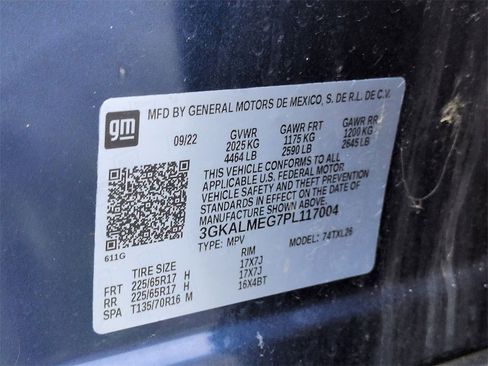 gm
MFD BY GENERAL MOTORS DE MEXICO, S. DE R.L. DE C.V.
09/22 GVWR GAWR FRT GAWR RR
2025 KG 1175 KG 1200 KG
4464 LB 2590 LB 2645 LB
THIS VEHICLE CONFORMS TO ALL
APPLICABLE U.S. FEDERAL MOTOR
VEHICLE SAFETY AND THEFT PREVENTION
STANDARDS IN EFFECT ON THE DATE OF
MANUFACTURE SHOWN ABOVE.
3GKALMEG7PL117004
611G TYPE: MPV MODEL: 74TXL26
TIRE SIZE RIM
FRT 225/65R17 H 17X7J
RR 225/65R17 H 17X7J
SPA T135/70R16 M 16X4BT